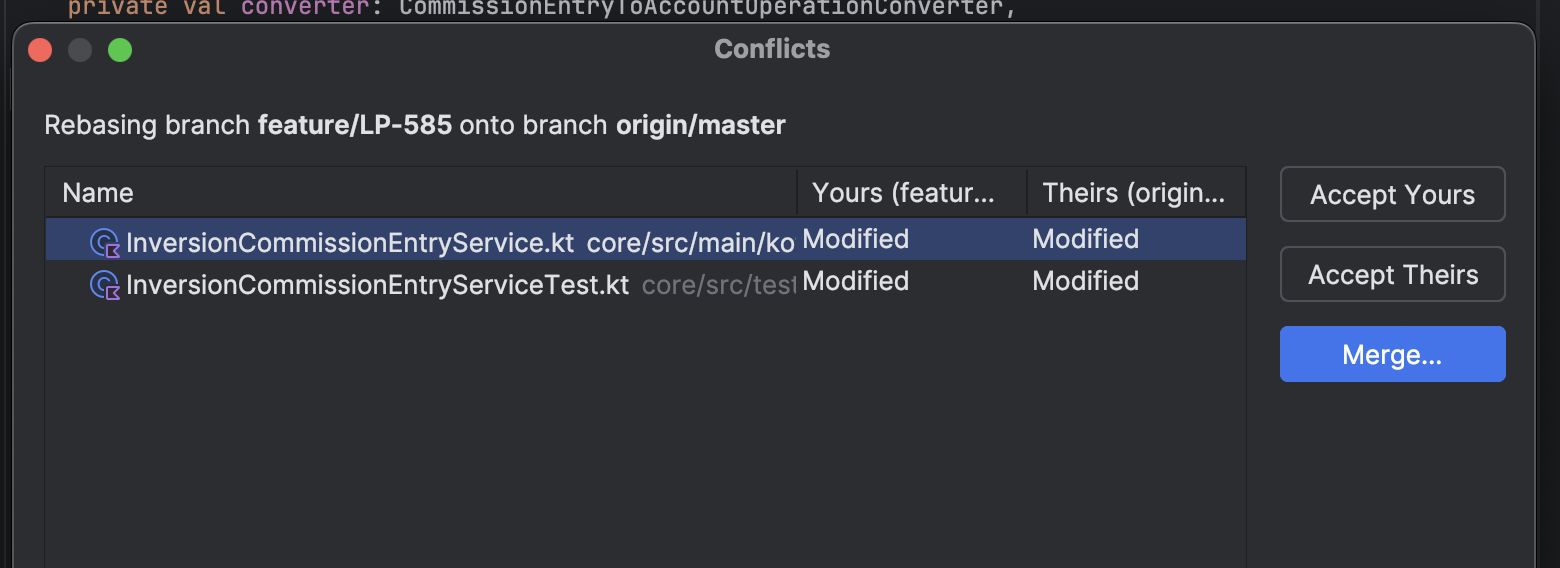 private val converter: CommissionEntryToAccountOperationConverter,
Conflicts
Rebasing branch feature/LP-585 onto branch origin/master
Name Yours (featur... Theirs (origin...
InversionCommissionEntryService.kt core/src/main/ko Modified Modified
InversionCommissionEntryServiceTest.kt core/src/test Modified Modified
Accept Yours
Accept Theirs
Merge...